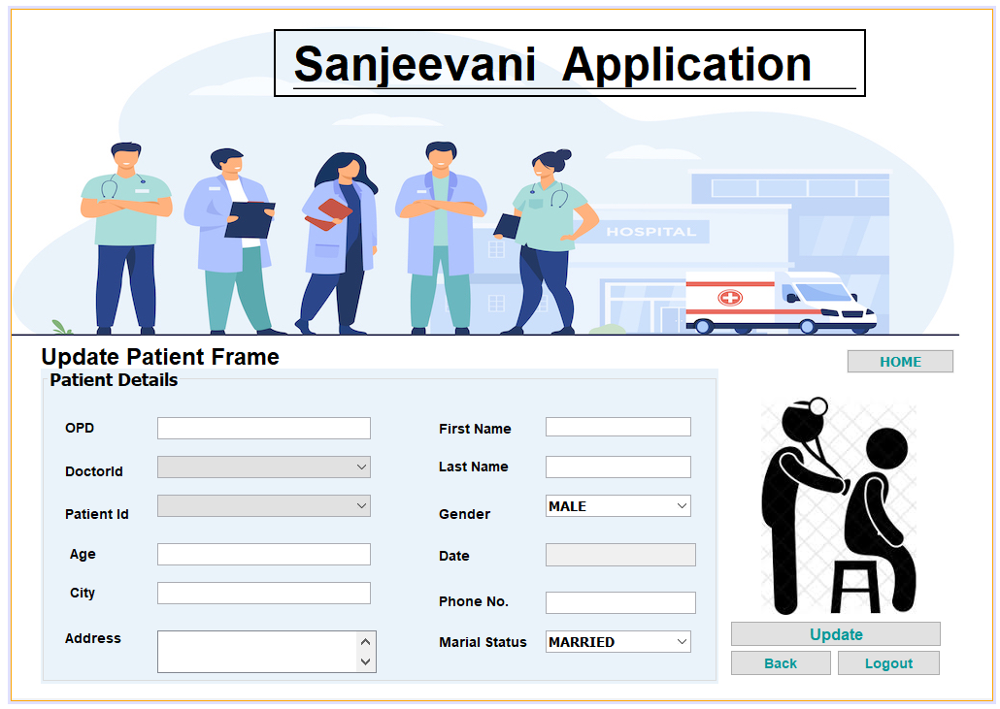 Sanjeevani Application
HOSPITAL
Update Patient Frame
HOME
Patient Details
OPD
First Name
DoctorId
Last Name
Patient Id
Gender
MALE
Age
Date
City
Phone No.
Address
Marial Status
MARRIED
Update
Back
Logout